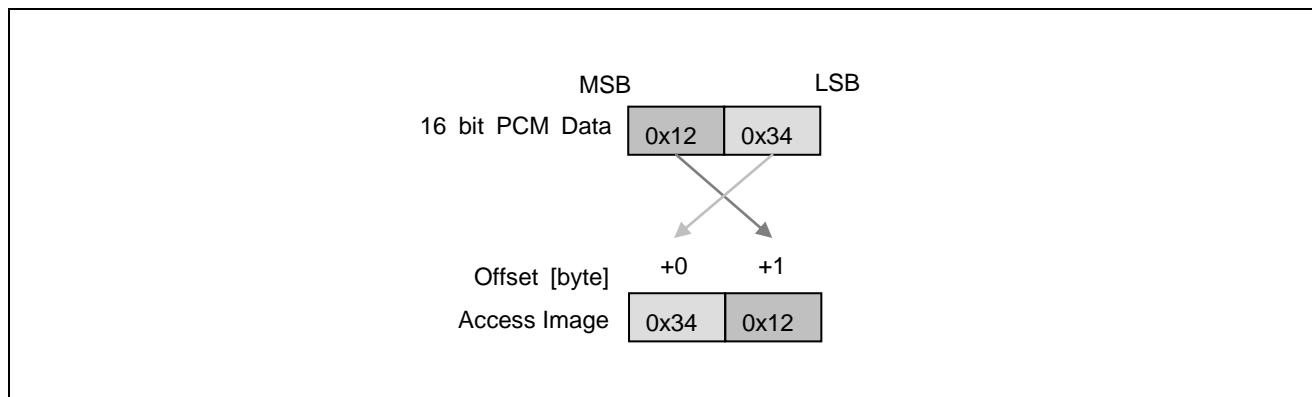 MSB LSB
16 bit PCM Data 0x12 0x34
Offset [byte] +0 +1
Access Image 0x34 0x12